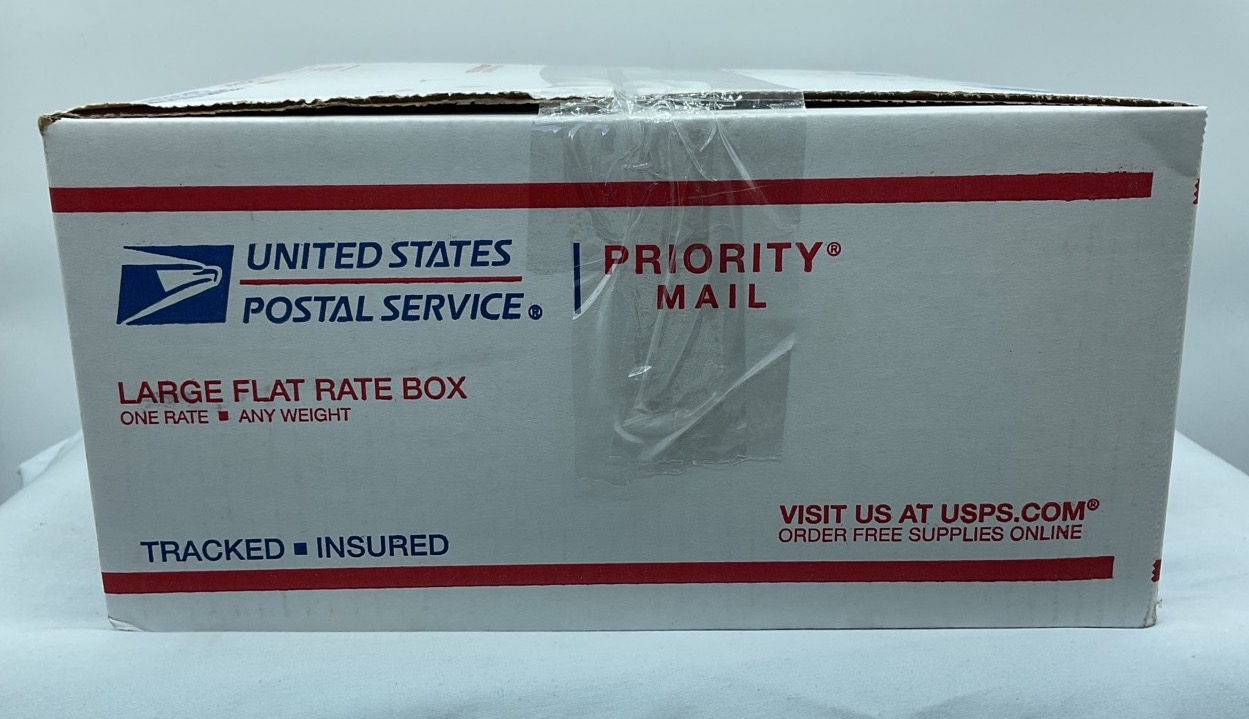 UNITED STATES
POSTAL SERVICE®
PRIORITY®
MAIL
LARGE FLAT RATE BOX
ONE RATE ■ ANY WEIGHT
TRACKED ■ INSURED
VISIT US AT USPS.COM®
ORDER FREE SUPPLIES ONLINE